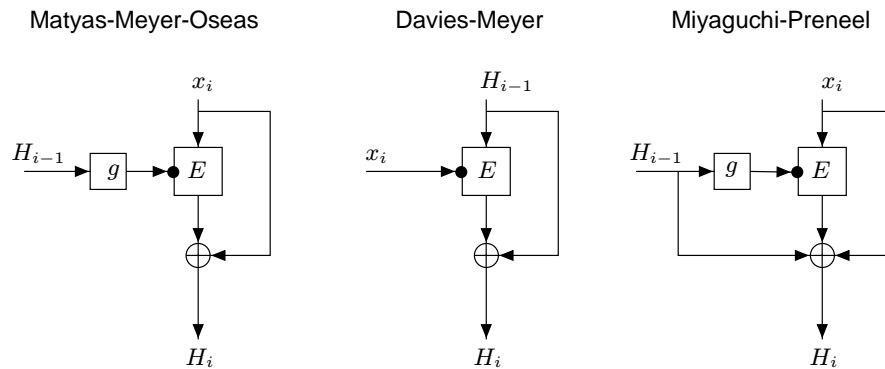 Matyas-Meyer-Oseas
x_i
H_{i−1}
g
E
H_i
Davies-Meyer
H_{i−1}
x_i
E
H_i
Miyaguchi-Preneel
x_i
H_{i−1}
g
E
H_i